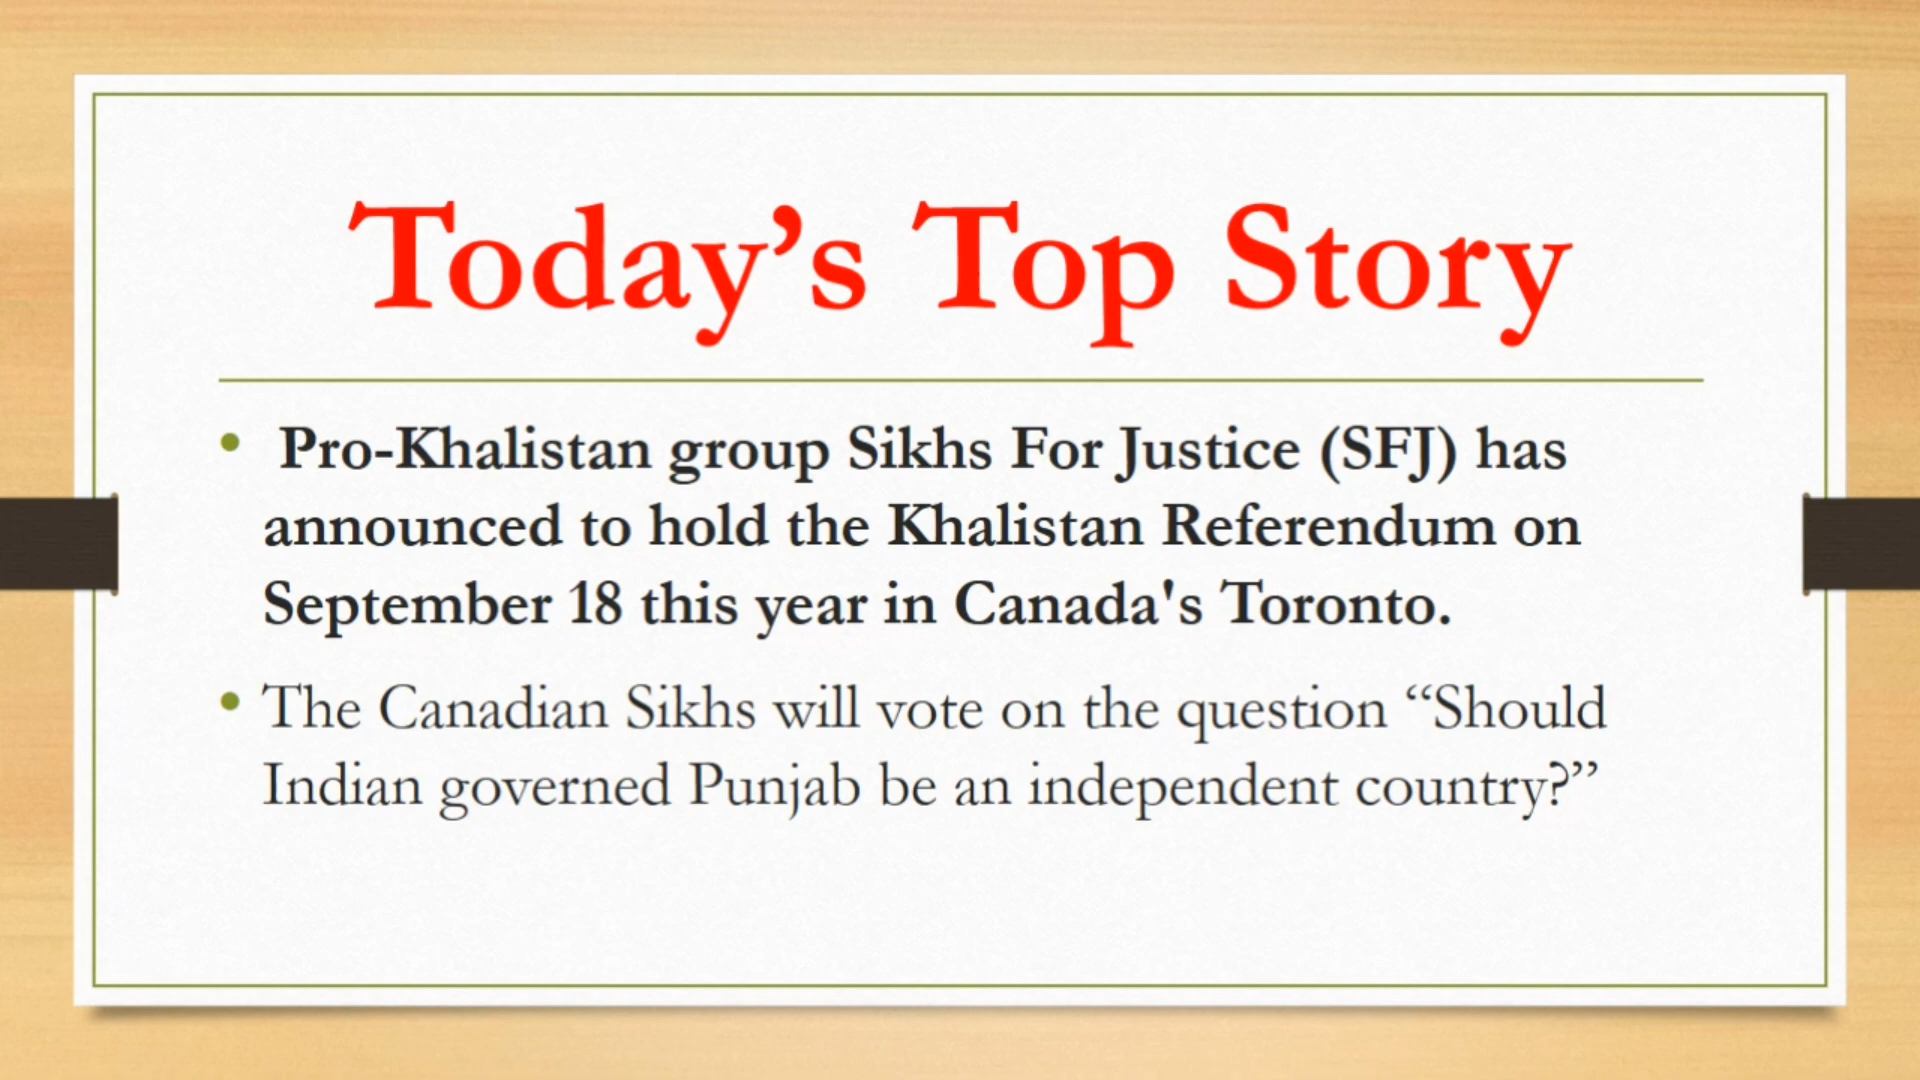 Today’s Top Story
• Pro-Khalistan group Sikhs For Justice (SFJ) has
announced to hold the Khalistan Referendum on
September 18 this year in Canada's Toronto.
• The Canadian Sikhs will vote on the question “Should
Indian governed Punjab be an independent country?”